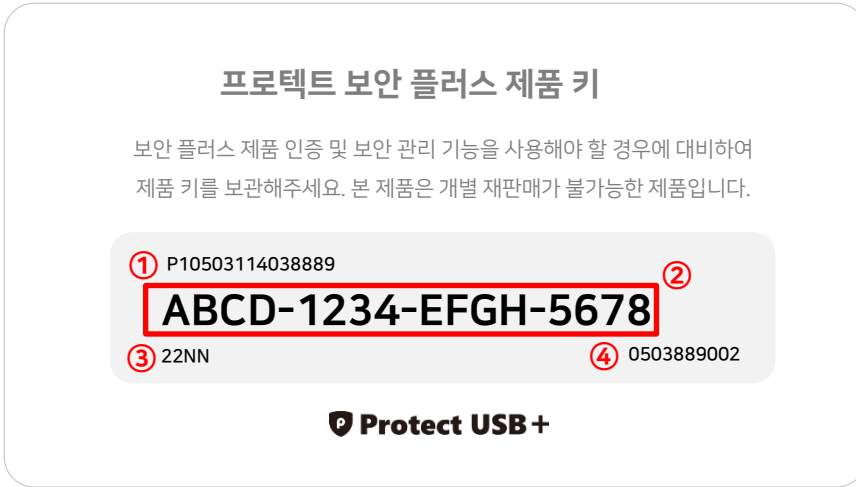 프로텍트 보안 플러스 제품 키
보안 플러스 제품 인증 및 보안 관리 기능을 사용해야 할 경우에 대비하여
제품 키를 보관해주세요. 본 제품은 개별 재판매가 불가능한 제품입니다.
① P10503114038889
②
ABCD-1234-EFGH-5678
③ 22NN
④ 0503889002
P Protect USB+